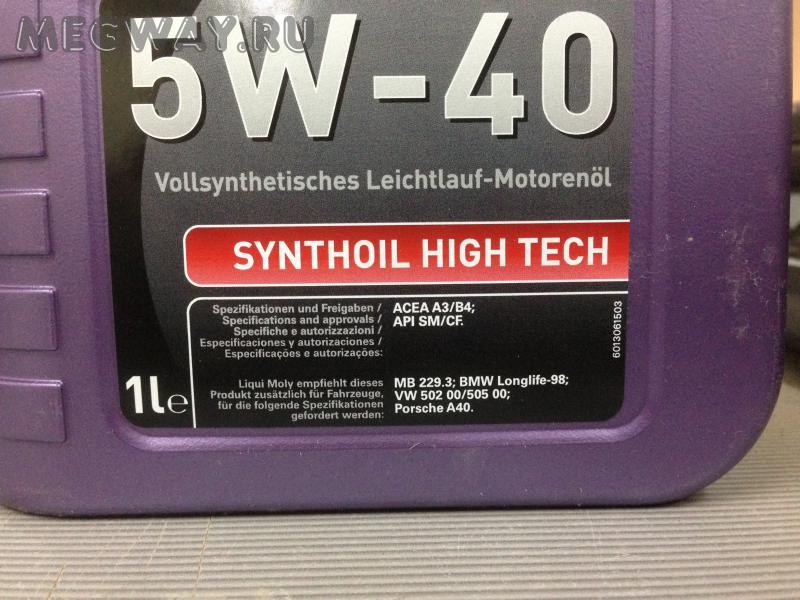 MEGWAY.RU
5W-40
Vollsynthetisches Leichtlauf-Motorenöl
SYNTHOIL HIGH TECH
Spezifikationen und Freigaben /
Specifications and approvals /
Specifiche e autorizzazioni /
Especificaciones y autorizaciones /
Especificações e autorizações:
ACEA A3/B4;
API SM/CF.
6013061503
1L e
Liqui Moly empfiehlt dieses
Produkt zusätzlich für Fahrzeuge,
für die folgende Spezifikationen
gefordert werden:
MB 229.3; BMW Longlife-98;
VW 502 00/505 00;
Porsche A40.